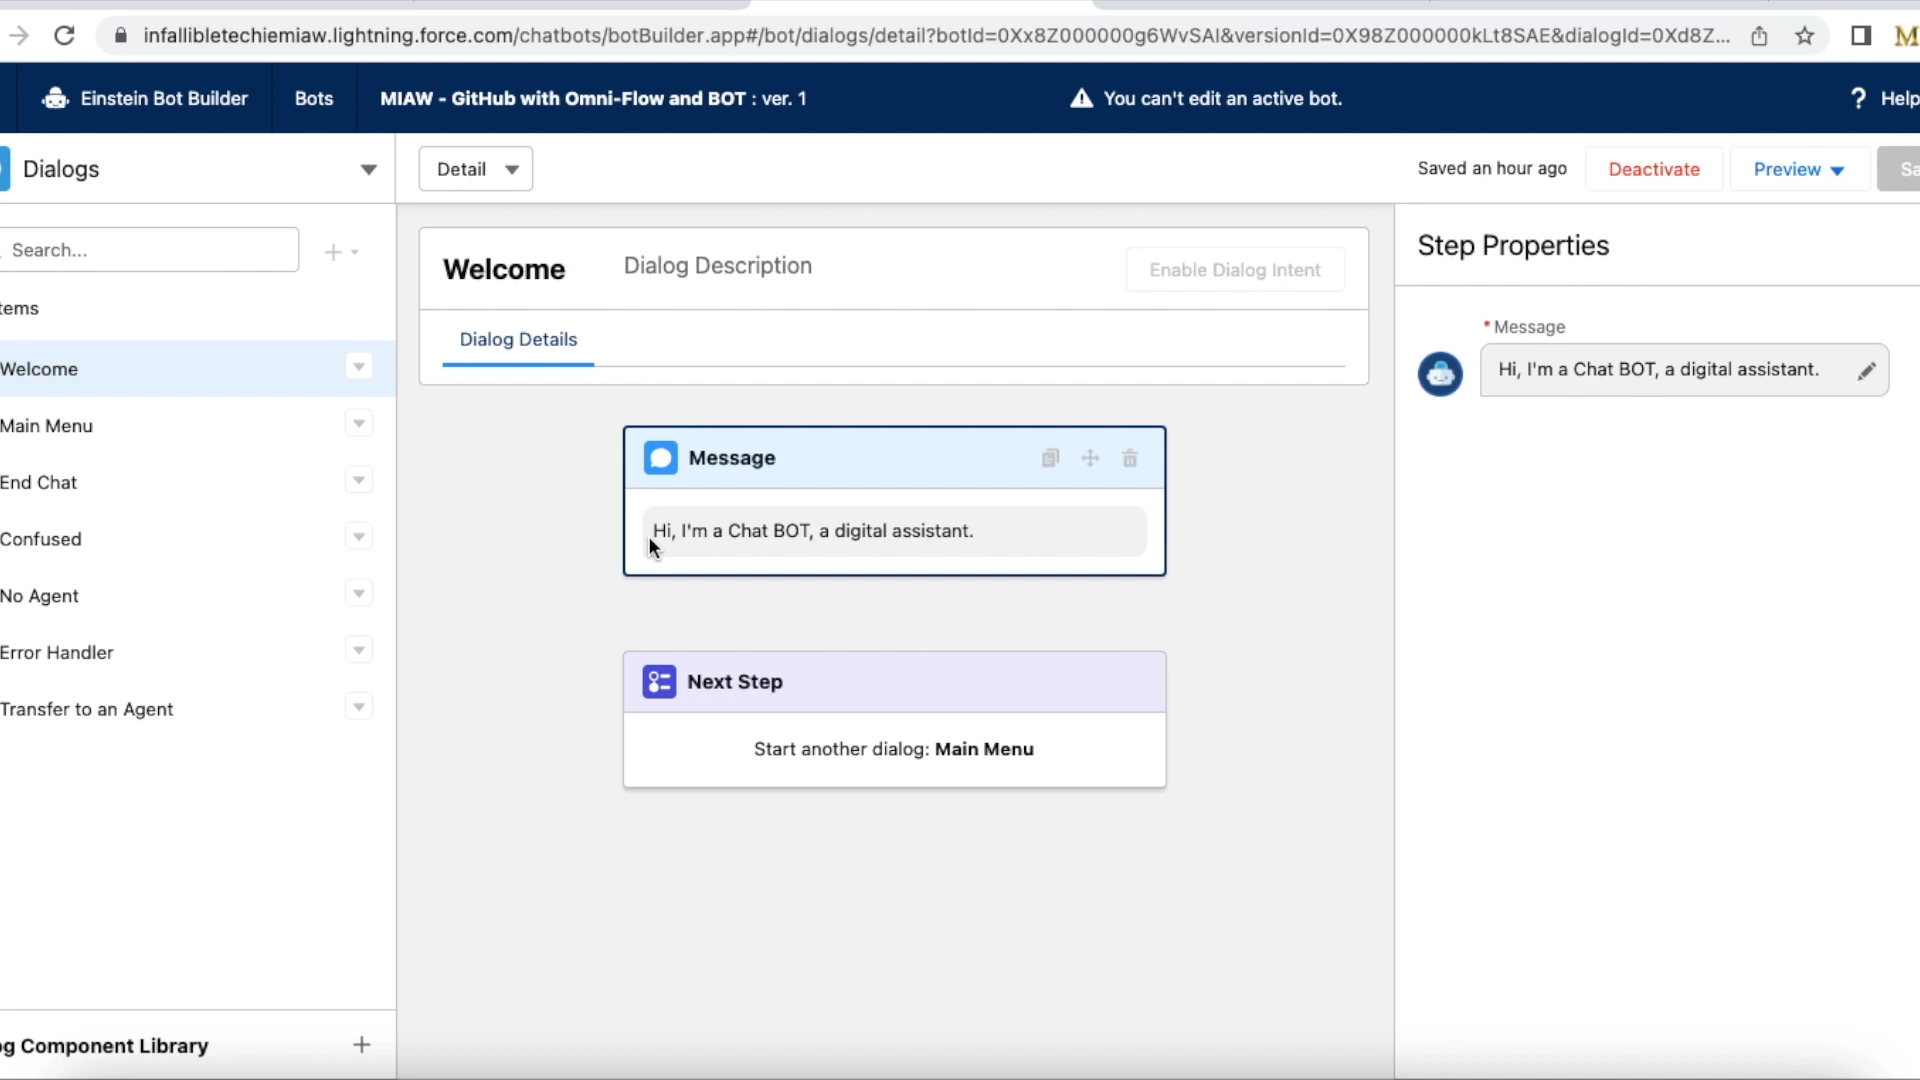 infallibletechiemiaw.lightning.force.com/chatbots/botBuilder.app#/bot/dialogs/detail?botId=0Xx8Z000000g6WvSAI&versionId=0X98Z000000kLt8SAE&dialogId=0Xd8Z...
M
Einstein Bot Builder Bots MIAW - GitHub with Omni-Flow and BOT : ver. 1 You can't edit an active bot. ? Help
Dialogs Detail Saved an hour ago Deactivate Preview Sa
Search...
tems
Welcome
Main Menu
End Chat
Confused
No Agent
Error Handler
Transfer to an Agent
og Component Library
Welcome Dialog Description Enable Dialog Intent
Dialog Details
Message
Hi, I'm a Chat BOT, a digital assistant.
Next Step
Start another dialog: Main Menu
Step Properties
* Message
Hi, I'm a Chat BOT, a digital assistant.